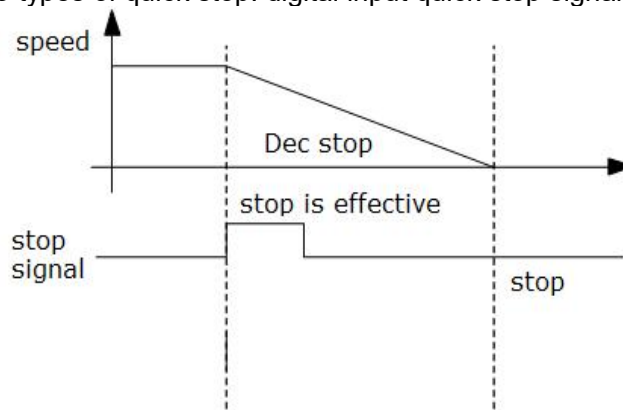 types of quick stop: digital input quick stop signal
speed
Dec stop
stop is effective
stop
signal
stop